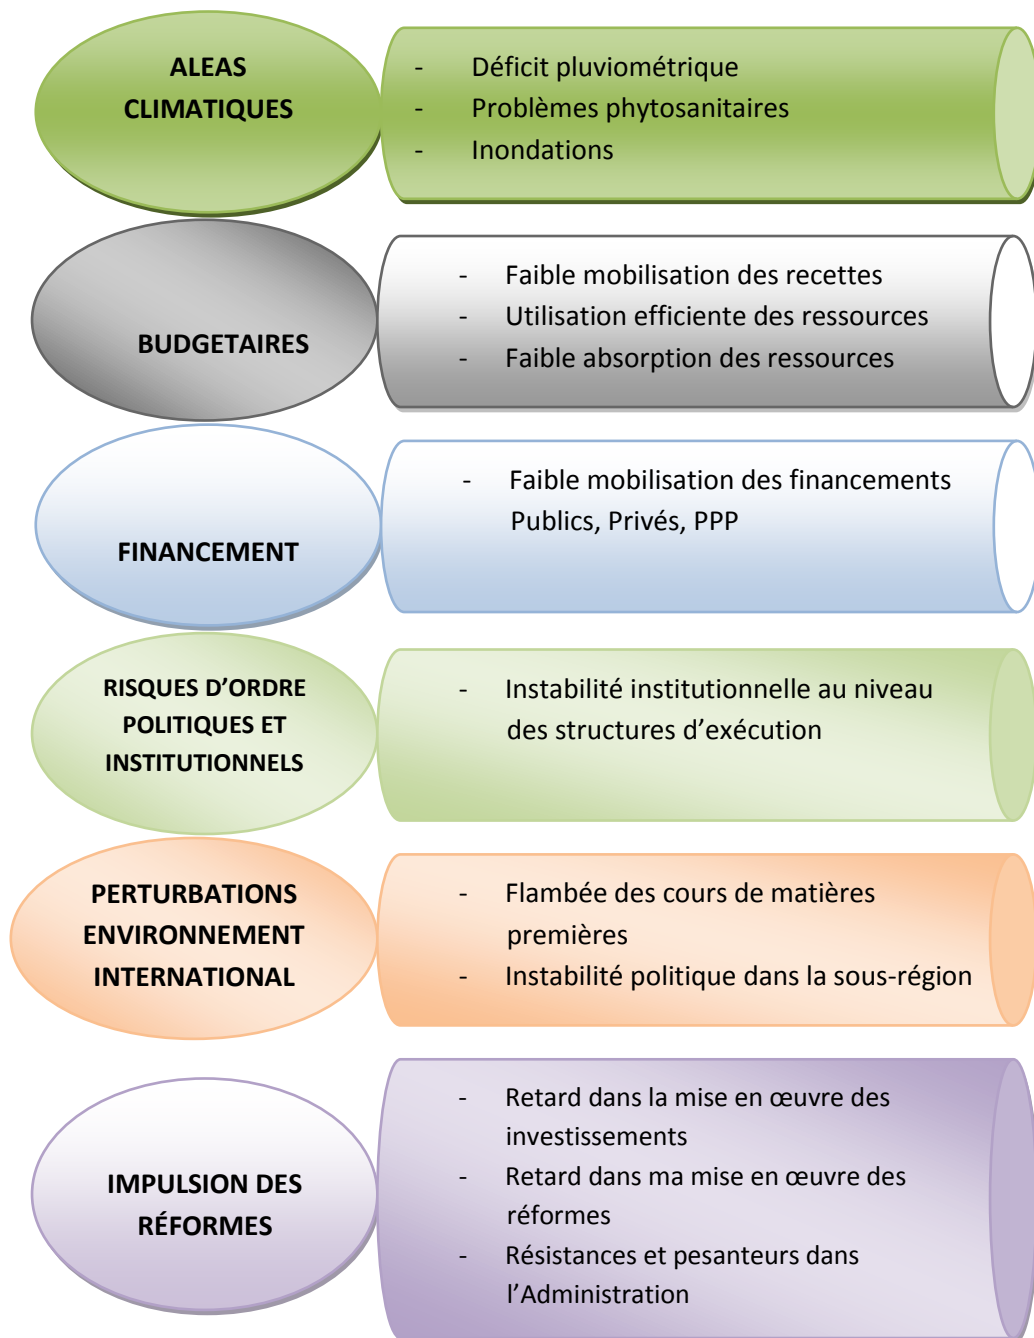 ALEAS
CLIMATIQUES
- Déficit pluviométrique
- Problèmes phytosanitaires
- Inondations
BUDGETAIRES
- Faible mobilisation des recettes
- Utilisation efficiente des ressources
- Faible absorption des ressources
FINANCEMENT
- Faible mobilisation des financements
Publics, Privés, PPP
RISQUES D’ORDRE
POLITIQUES ET
INSTITUTIONNELS
- Instabilité institutionnelle au niveau
des structures d’exécution
PERTURBATIONS
ENVIRONNEMENT
INTERNATIONAL
- Flambée des cours de matières
premières
- Instabilité politique dans la sous-région
IMPULSION DES
RÉFORMES
- Retard dans la mise en œuvre des
investissements
- Retard dans ma mise en œuvre des
réformes
- Résistances et pesanteurs dans
l’Administration